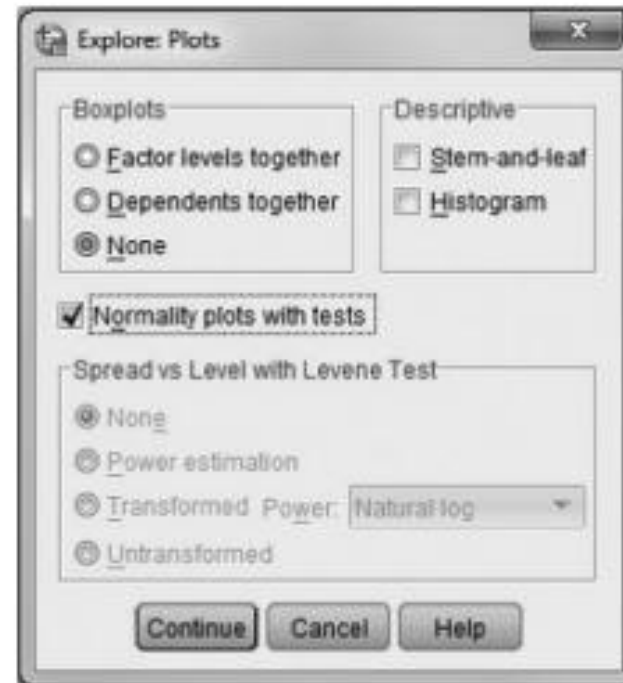 Explore: Plots
Boxplots
Factor levels together
Dependents together
None
Descriptive
Stem-and-leaf
Histogram
Normality plots with tests
Spread vs Level with Levene Test
None
Power estimation
Transformed Power: Natural log
Untransformed
Continue Cancel Help